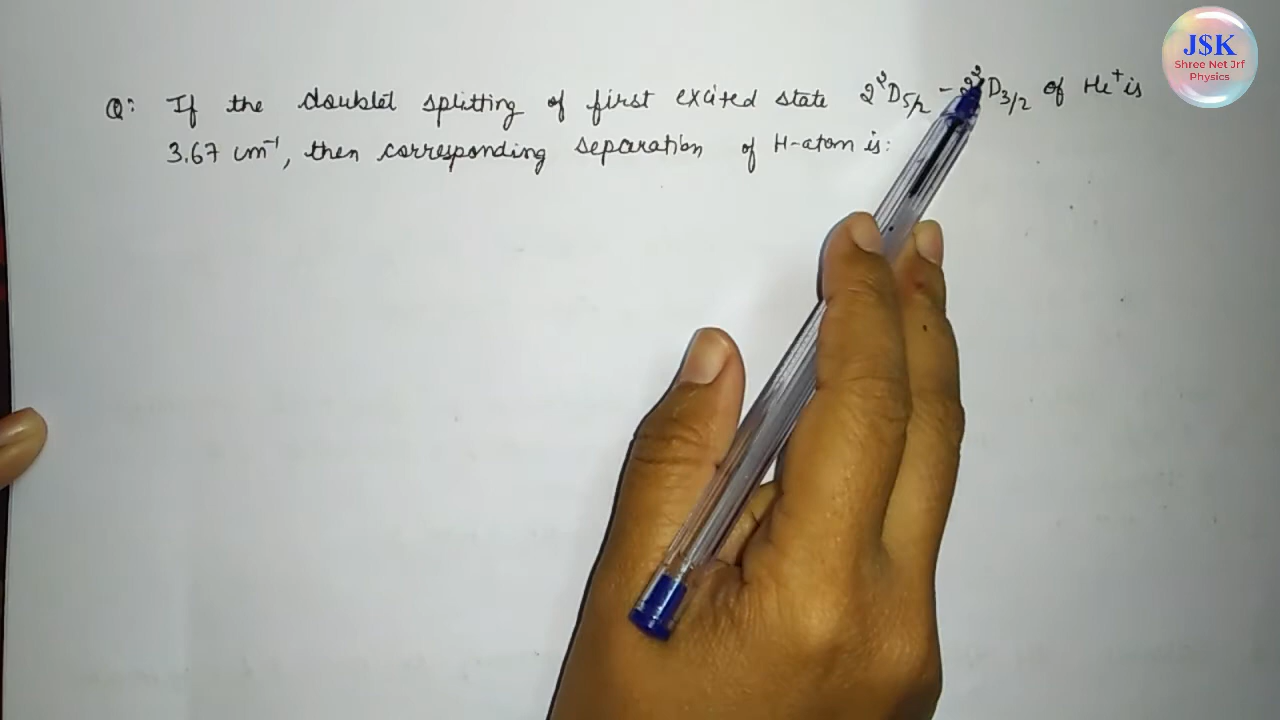 J$K
Shree Net Jrf
Physics
Q: If the doublet splitting of first excited state 2²D5/2 - 2²D3/2 of He⁺ is
3.67 cm⁻¹, then corresponding separation of H-atom is: